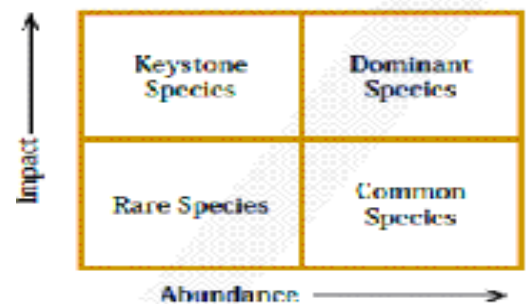 Keystone
Species
Dominant
Species
Impact
Rare Species
Common
Species
Abundance